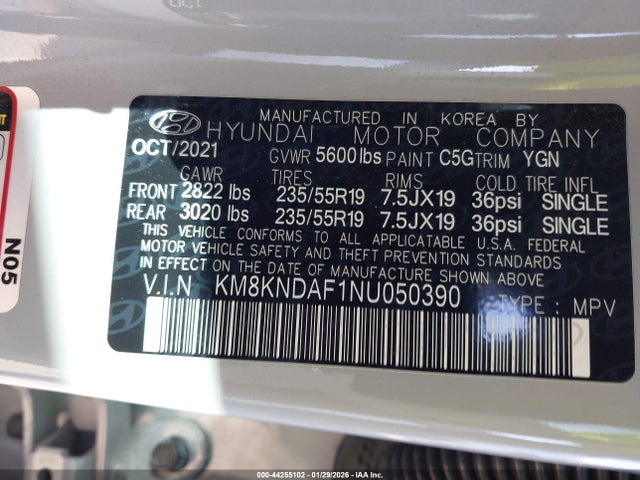 MANUFACTURED IN KOREA BY
HYUNDAI MOTOR COMPANY
OCT/2021 GVWR 5600lbs PAINT C5G TRIM YGN
GAWR TIRES RIMS COLD TIRE INFL
FRONT 2822 lbs 235/55R19 7.5JX19 36psi SINGLE
REAR 3020 lbs 235/55R19 7.5JX19 36psi SINGLE
THIS VEHICLE CONFORMS TO ALL APPLICATABLE U.S.A. FEDERAL
MOTOR VEHICLE SAFETY AND THEFT PREVENTION STANDARDS
IN EFFECT ON THE DATE OF MANUFACTURE SHOWN ABOVE
V.I.N KM8KNDAF1NU050390 TYPE : MPV
N05
000-44255102 - 01/29/2026 - IAA Inc.